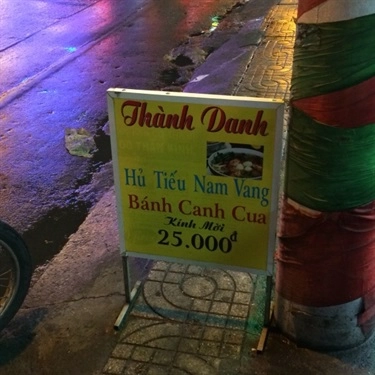 Thành Danh
Hủ Tiếu Nam Vang
Bánh Canh Cua
Kính Mời
25.000đ